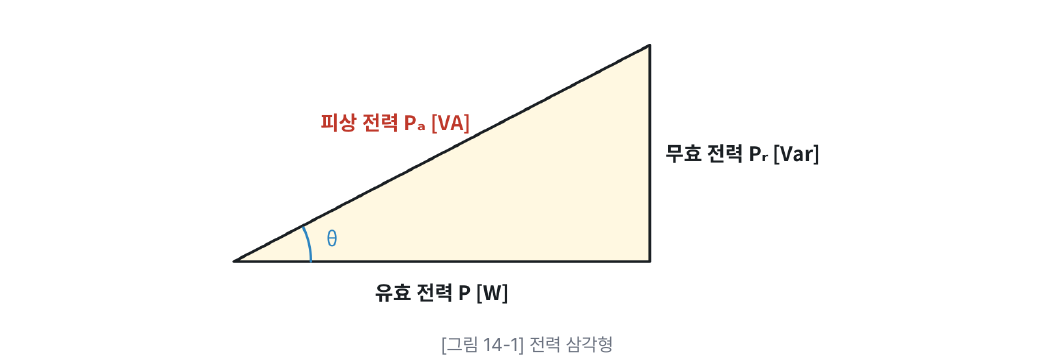 피상 전력 Pₐ [VA]
무효 전력 Pᵣ [Var]
θ
유효 전력 P [W]
[그림 14-1] 전력 삼각형